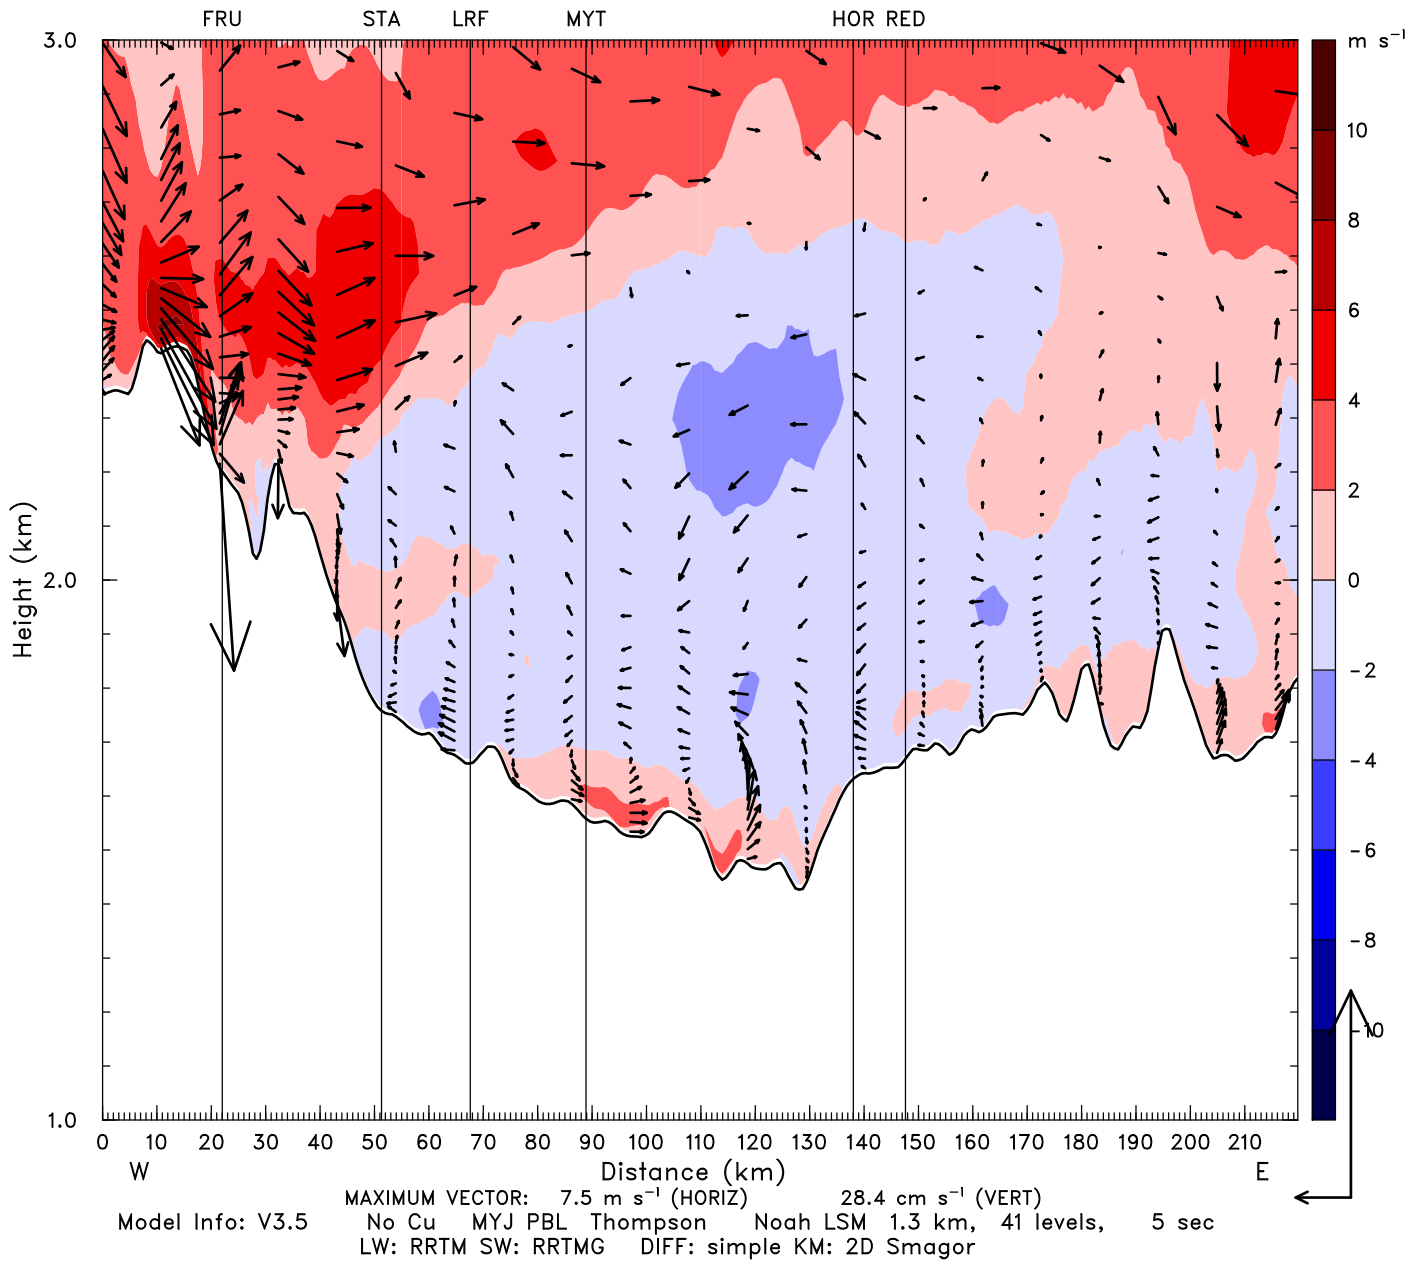 FRU STA LRF MYT HOR RED
3.0
2.0
1.0
Height (km)
m s⁻¹
10
8
6
4
2
0
-2
-4
-6
-8
-10
0 10 20 30 40 50 60 70 80 90 100 110 120 130 140 150 160 170 180 190 200 210
W Distance (km) E
MAXIMUM VECTOR: 7.5 m s⁻¹ (HORIZ) 28.4 cm s⁻¹ (VERT)
Model Info: V3.5 No Cu MYJ PBL Thompson Noah LSM 1.3 km, 41 levels, 5 sec
LW: RRTM SW: RRTMG DIFF: simple KM: 2D Smagor